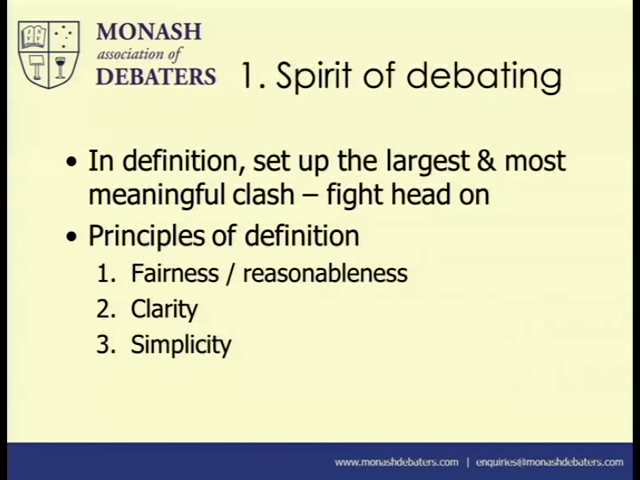 MONASH
association of
DEBATERS
1. Spirit of debating
• In definition, set up the largest & most
meaningful clash – fight head on
• Principles of definition
1. Fairness / reasonableness
2. Clarity
3. Simplicity
www.monashdebaters.com | enquiries@monashdebaters.com